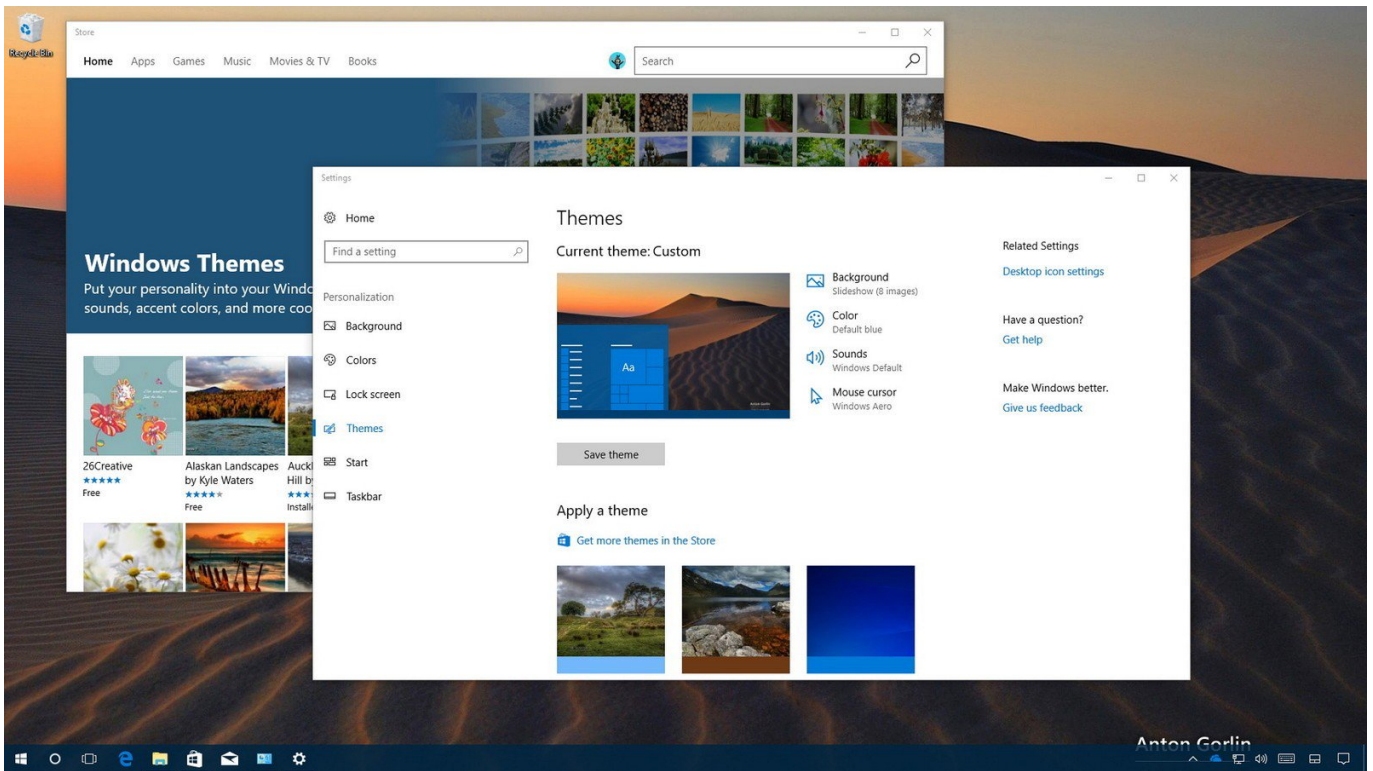 Recycle Bin
Store
Home Apps Games Music Movies & TV Books
Search
Windows Themes
Put your personality into your
sounds, accent colors, and more
26Creative
Free
Alaskan Landscapes
by Kyle Waters
Free
Hill
Settings
Home
Find a setting
Personalization
Background
Colors
Lock screen
Themes
Start
Taskbar
Themes
Current theme: Custom
Aa
Anton Gorlin
Background
Slideshow (8 images)
Color
Default blue
Sounds
Windows Default
Mouse cursor
Windows Aero
Save theme
Apply a theme
Get more themes in the Store
Related Settings
Desktop icon settings
Have a question?
Get help
Make Windows better.
Give us feedback
Anton Gorlin